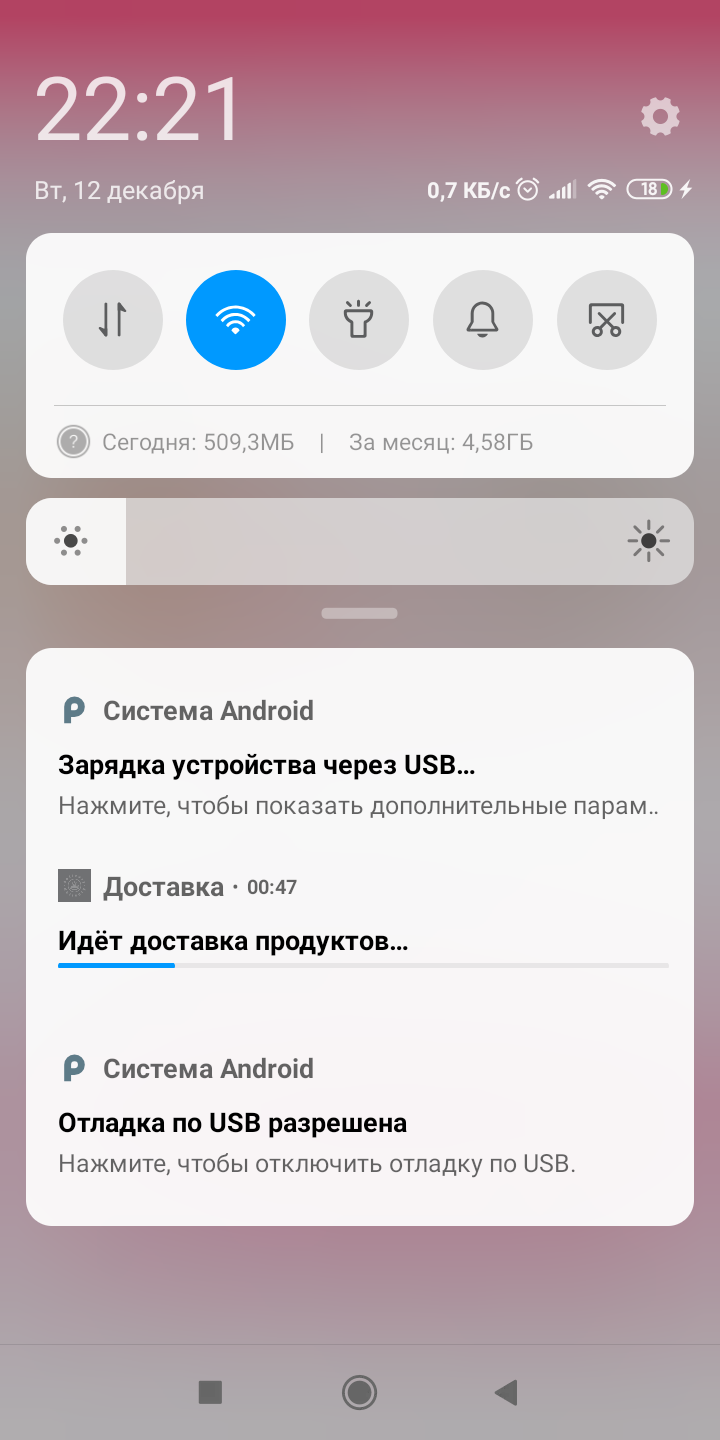 22:21
Вт, 12 декабря
0,7 КБ/с 18
Сегодня: 509,3МБ | За месяц: 4,58ГБ
Система Android
Зарядка устройства через USB…
Нажмите, чтобы показать дополнительные парам..
Доставка · 00:47
Идёт доставка продуктов…
Система Android
Отладка по USB разрешена
Нажмите, чтобы отключить отладку по USB.